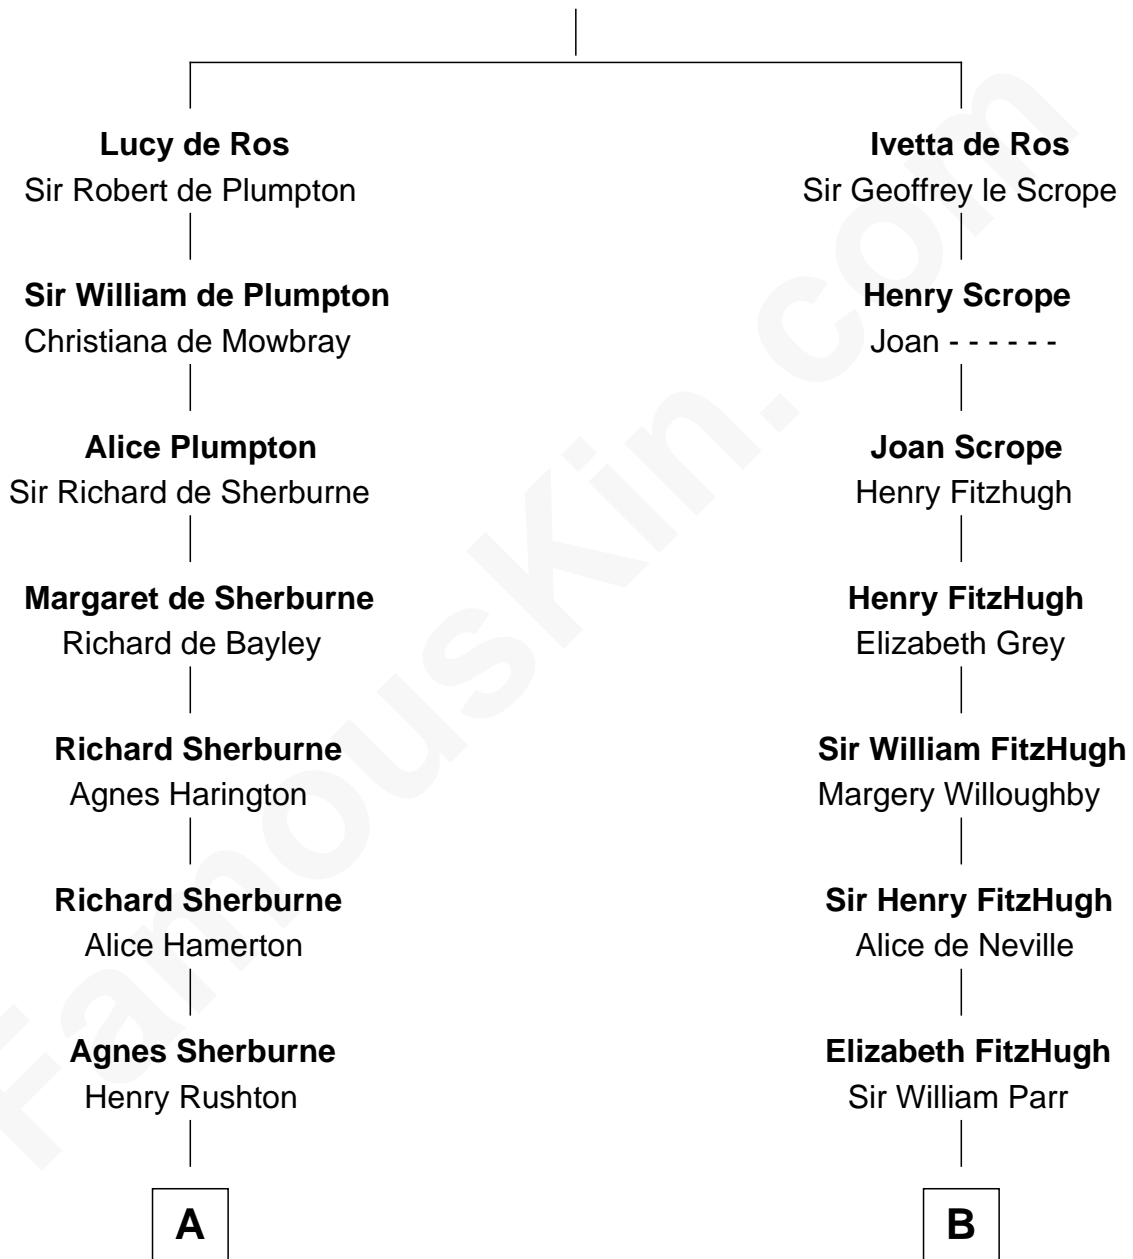 Lucy de Ros
Sir Robert de Plumpton
Sir William de Plumpton
Christiana de Mowbray
Alice Plumpton
Sir Richard de Sherburne
Margaret de Sherburne
Richard de Bayley
Richard Sherburne
Agnes Harington
Richard Sherburne
Alice Hamerton
Agnes Sherburne
Henry Rushton
A
Ivetta de Ros
Sir Geoffrey le Scrope
Henry Scrope
Joan - - - - - -
Joan Scrope
Henry Fitzhugh
Henry FitzHugh
Elizabeth Grey
Sir William FitzHugh
Margery Willoughby
Sir Henry FitzHugh
Alice de Neville
Elizabeth FitzHugh
Sir William Parr
B
FamousKin.com